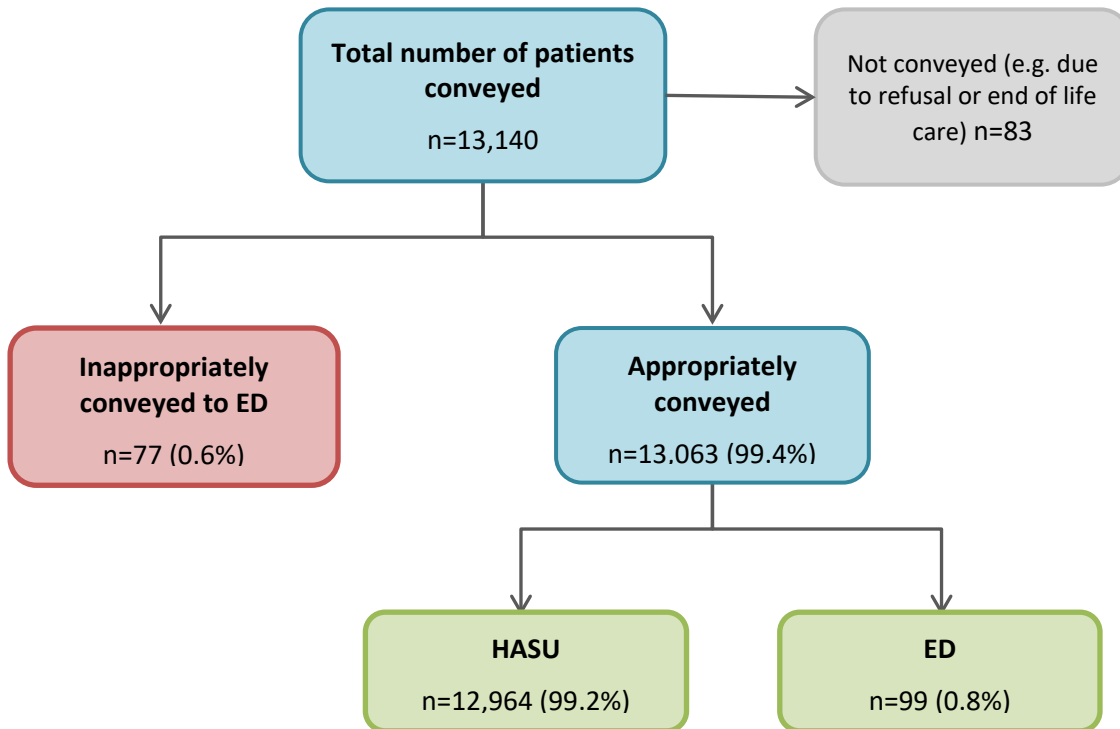 Total number of patients
conveyed
n=13,140
Not conveyed (e.g. due
to refusal or end of life
care) n=83
Inappropriately
conveyed to ED
n=77 (0.6%)
Appropriately
conveyed
n=13,063 (99.4%)
HASU
n=12,964 (99.2%)
ED
n=99 (0.8%)